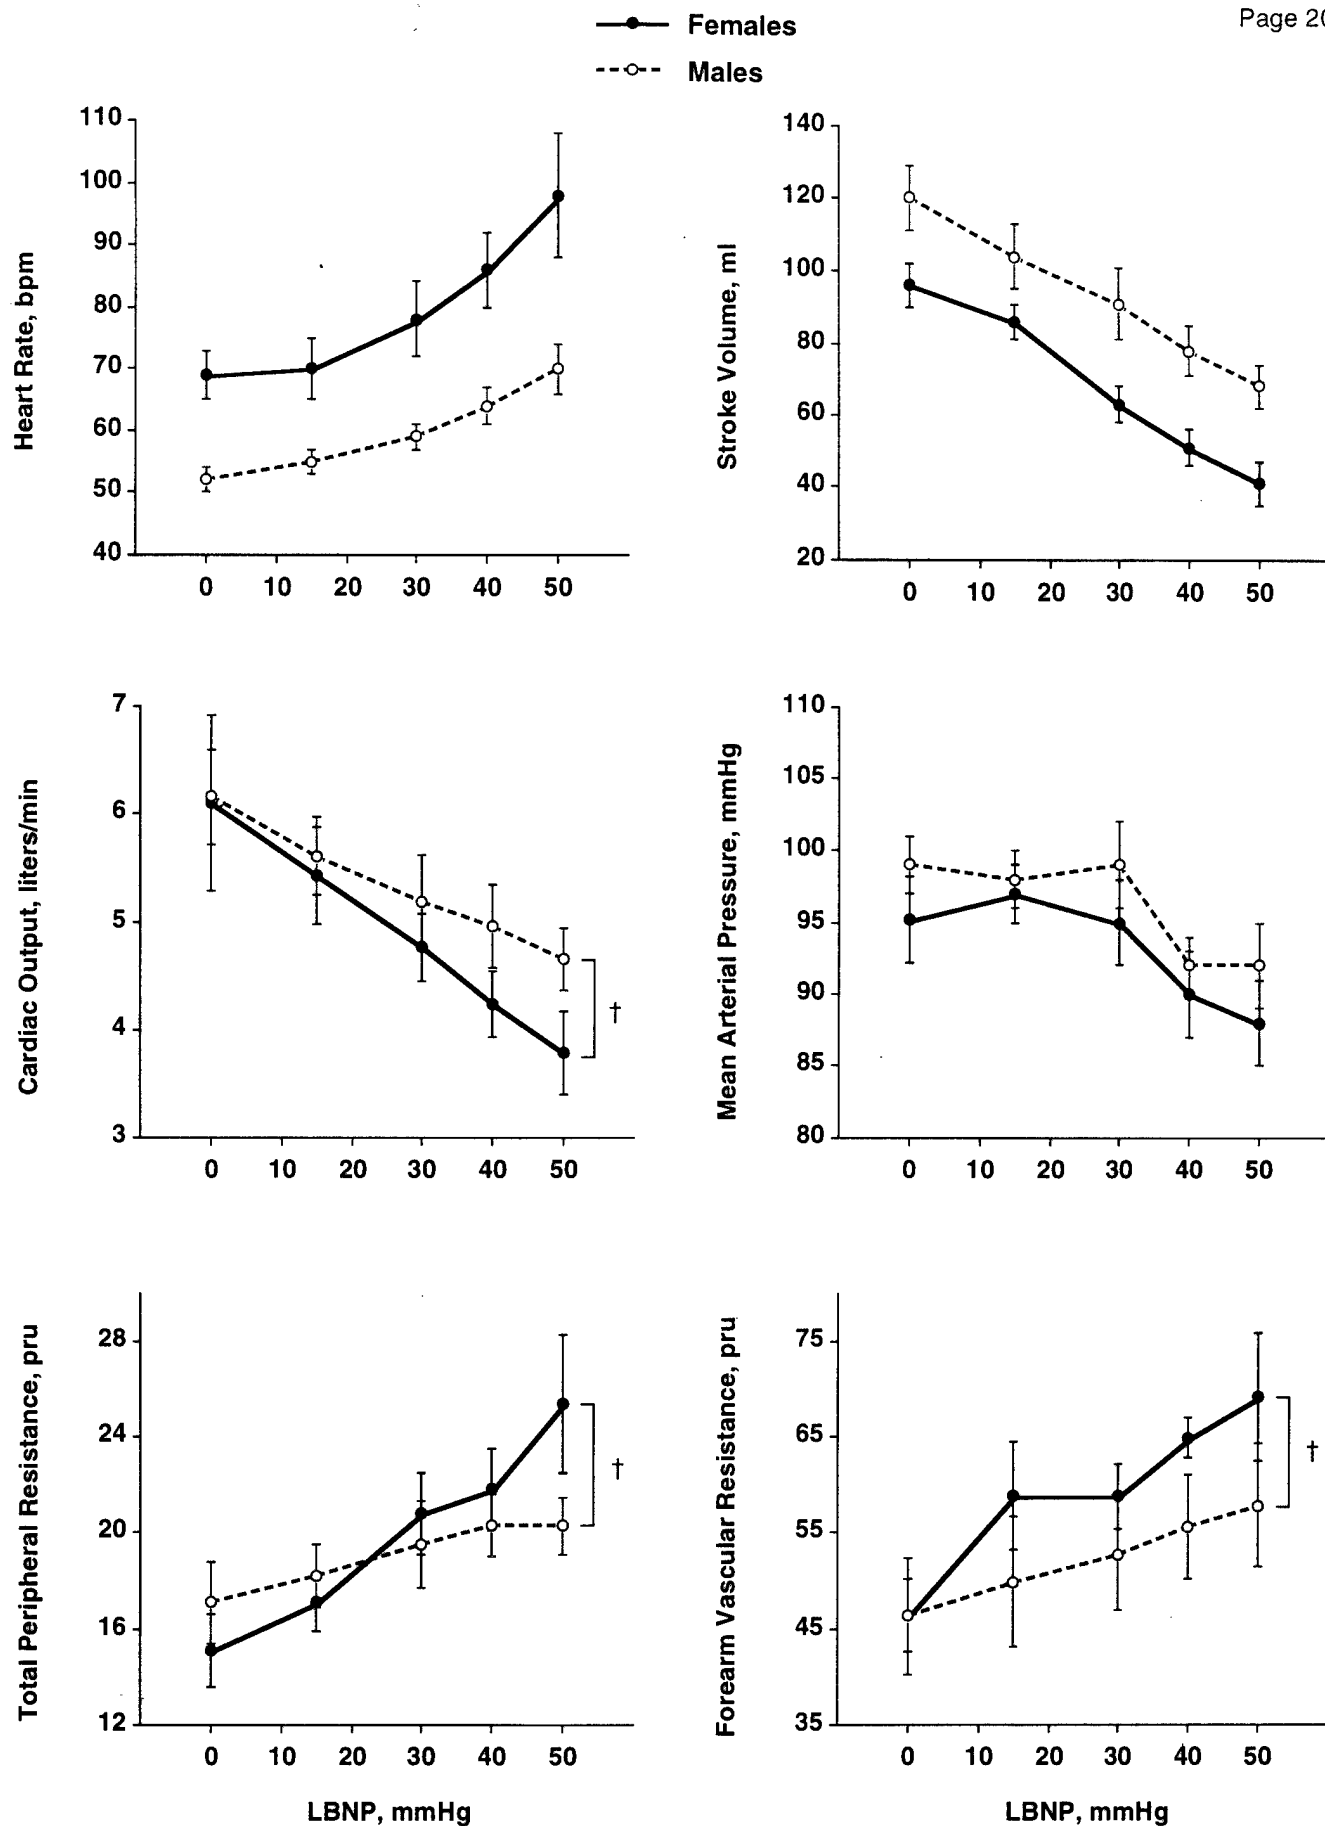 Females
Page 20
Males
Heart Rate, bpm
110
100
90
80
70
60
50
40
0 10 20 30 40 50
Stroke Volume, ml
140
120
100
80
60
40
20
0 10 20 30 40 50
Cardiac Output, liters/min
7
6
5
4
3
†
0 10 20 30 40 50
Mean Arterial Pressure, mmHg
110
105
100
95
90
85
80
0 10 20 30 40 50
Total Peripheral Resistance, pru
28
24
20
16
12
†
0 10 20 30 40 50
LBNP, mmHg
Forearm Vascular Resistance, pru
75
65
55
45
35
†
0 10 20 30 40 50
LBNP, mmHg